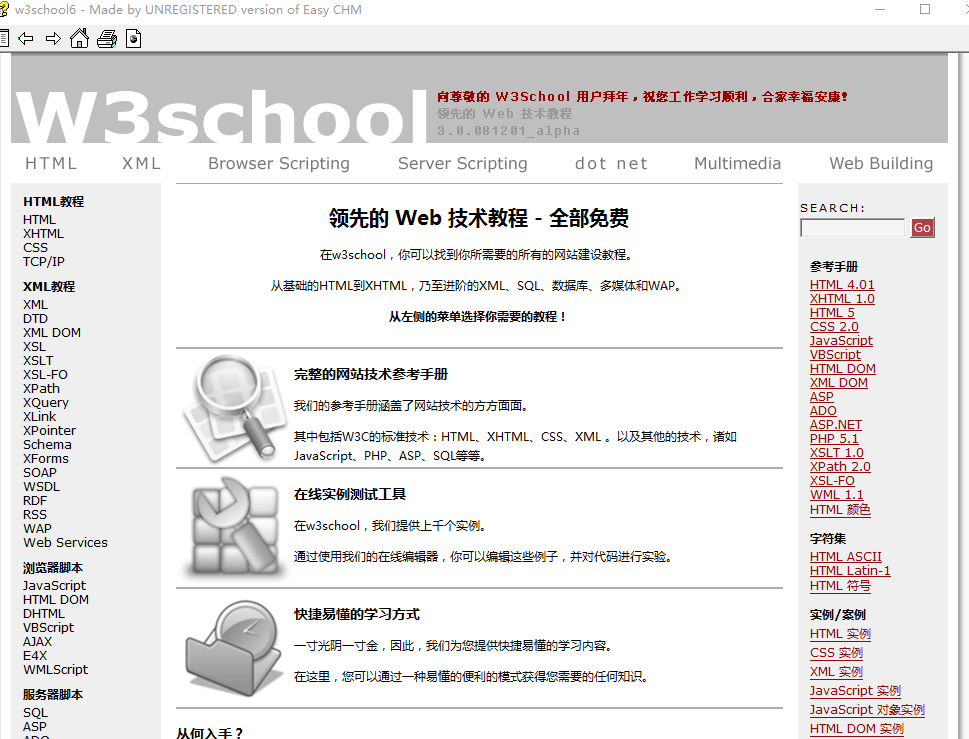 w3school6 - Made by UNREGISTERED version of Easy CHM
W3school
向尊敬的 W3School 用户拜年，祝您工作学习顺利，合家幸福安康!
领先的 Web 技术教程
3.0.081201_alpha
HTML XML Browser Scripting Server Scripting dot net Multimedia Web Building
HTML教程
HTML
XHTML
CSS
TCP/IP
XML教程
XML
DTD
XML DOM
XSL
XSLT
XSL-FO
XPath
XQuery
XLink
XPointer
Schema
XForms
SOAP
WSDL
RDF
RSS
WAP
Web Services
浏览器脚本
JavaScript
HTML DOM
DHTML
VBScript
AJAX
E4X
WMLScript
服务器脚本
SQL
ASP
ADO
领先的 Web 技术教程 - 全部免费
在w3school，你可以找到你所需要的所有的网站建设教程。
从基础的HTML到XHTML，乃至进阶的XML、SQL、数据库、多媒体和WAP。
从左侧的菜单选择你需要的教程！
完整的网站技术参考手册
我们的参考手册涵盖了网站技术的方方面面。
其中包括W3C的标准技术：HTML、XHTML、CSS、XML 。以及其他的技术，诸如
JavaScript、PHP、ASP、SQL等等。
在线实例测试工具
在w3school，我们提供上千个实例。
通过使用我们的在线编辑器，你可以编辑这些例子，并对代码进行实验。
快捷易懂的学习方式
一寸光阴一寸金，因此，我们为您提供快捷易懂的学习内容。
在这里，您可以通过一种易懂的便利的模式获得您需要的任何知识。
从何入手？
SEARCH:
Go
参考手册
HTML 4.01
XHTML 1.0
HTML 5
CSS 2.0
JavaScript
VBScript
HTML DOM
XML DOM
ASP
ADO
ASP.NET
PHP 5.1
XSLT 1.0
XPath 2.0
XSL-FO
WML 1.1
HTML 颜色
字符集
HTML ASCII
HTML Latin-1
HTML 符号
实例/案例
HTML 实例
CSS 实例
XML 实例
JavaScript 实例
JavaScript 对象实例
HTML DOM 实例